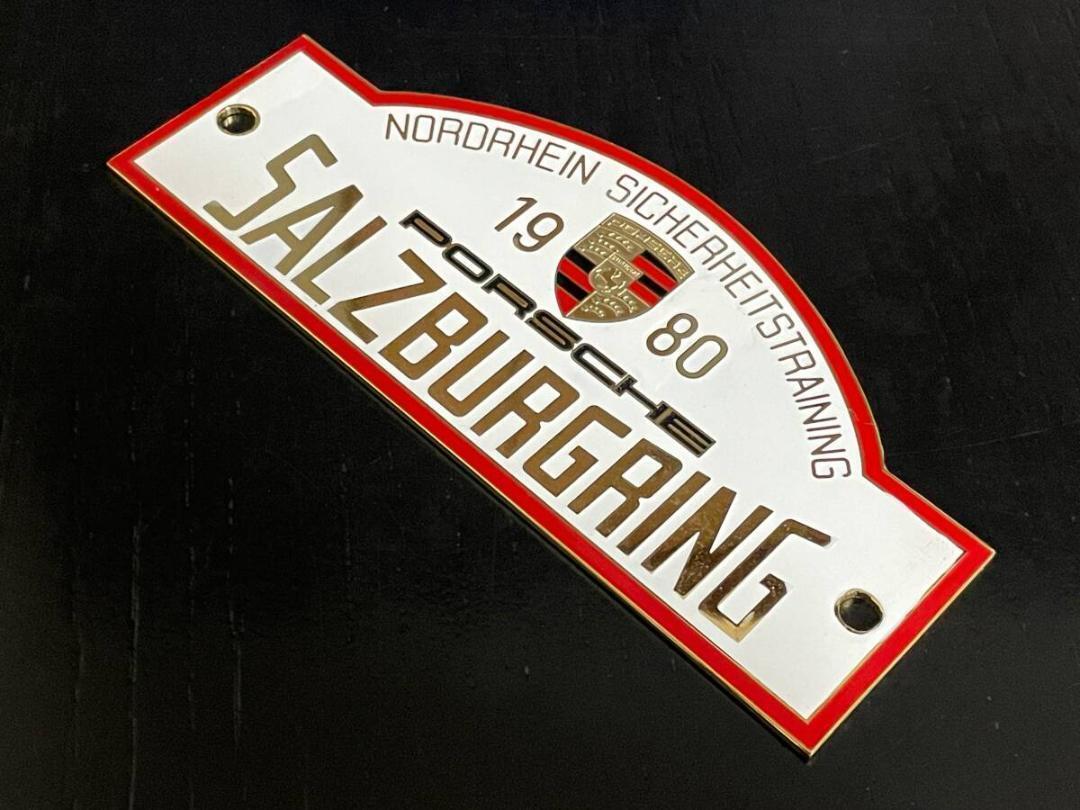 NORDRHEIN SICHERHEITSTRAINING
19 80
PORSCHE
SALZBURGRING